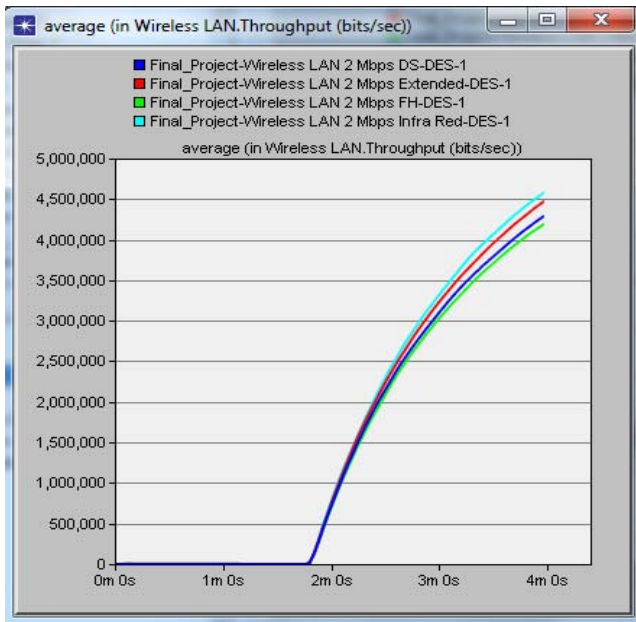 average (in Wireless LAN.Throughput (bits/sec))
Final_Project-Wireless LAN 2 Mbps DS-DES-1
Final_Project-Wireless LAN 2 Mbps Extended-DES-1
Final_Project-Wireless LAN 2 Mbps FH-DES-1
Final_Project-Wireless LAN 2 Mbps Infra Red-DES-1
average (in Wireless LAN.Throughput (bits/sec))
5,000,000
4,500,000
4,000,000
3,500,000
3,000,000
2,500,000
2,000,000
1,500,000
1,000,000
500,000
0
0m 0s 1m 0s 2m 0s 3m 0s 4m 0s